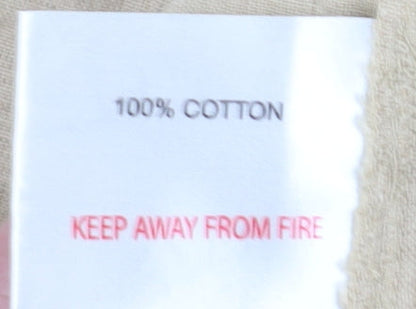 100% COTTON
KEEP AWAY FROM FIRE